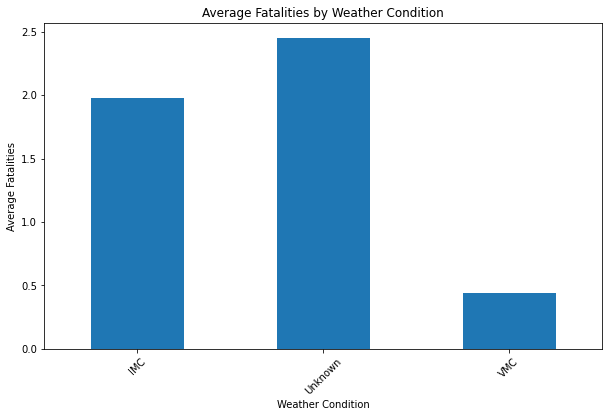 Average Fatalities by Weather Condition
Average Fatalities
2.5
2.0
1.5
1.0
0.5
0.0
IMC
Unknown
VMC
Weather Condition